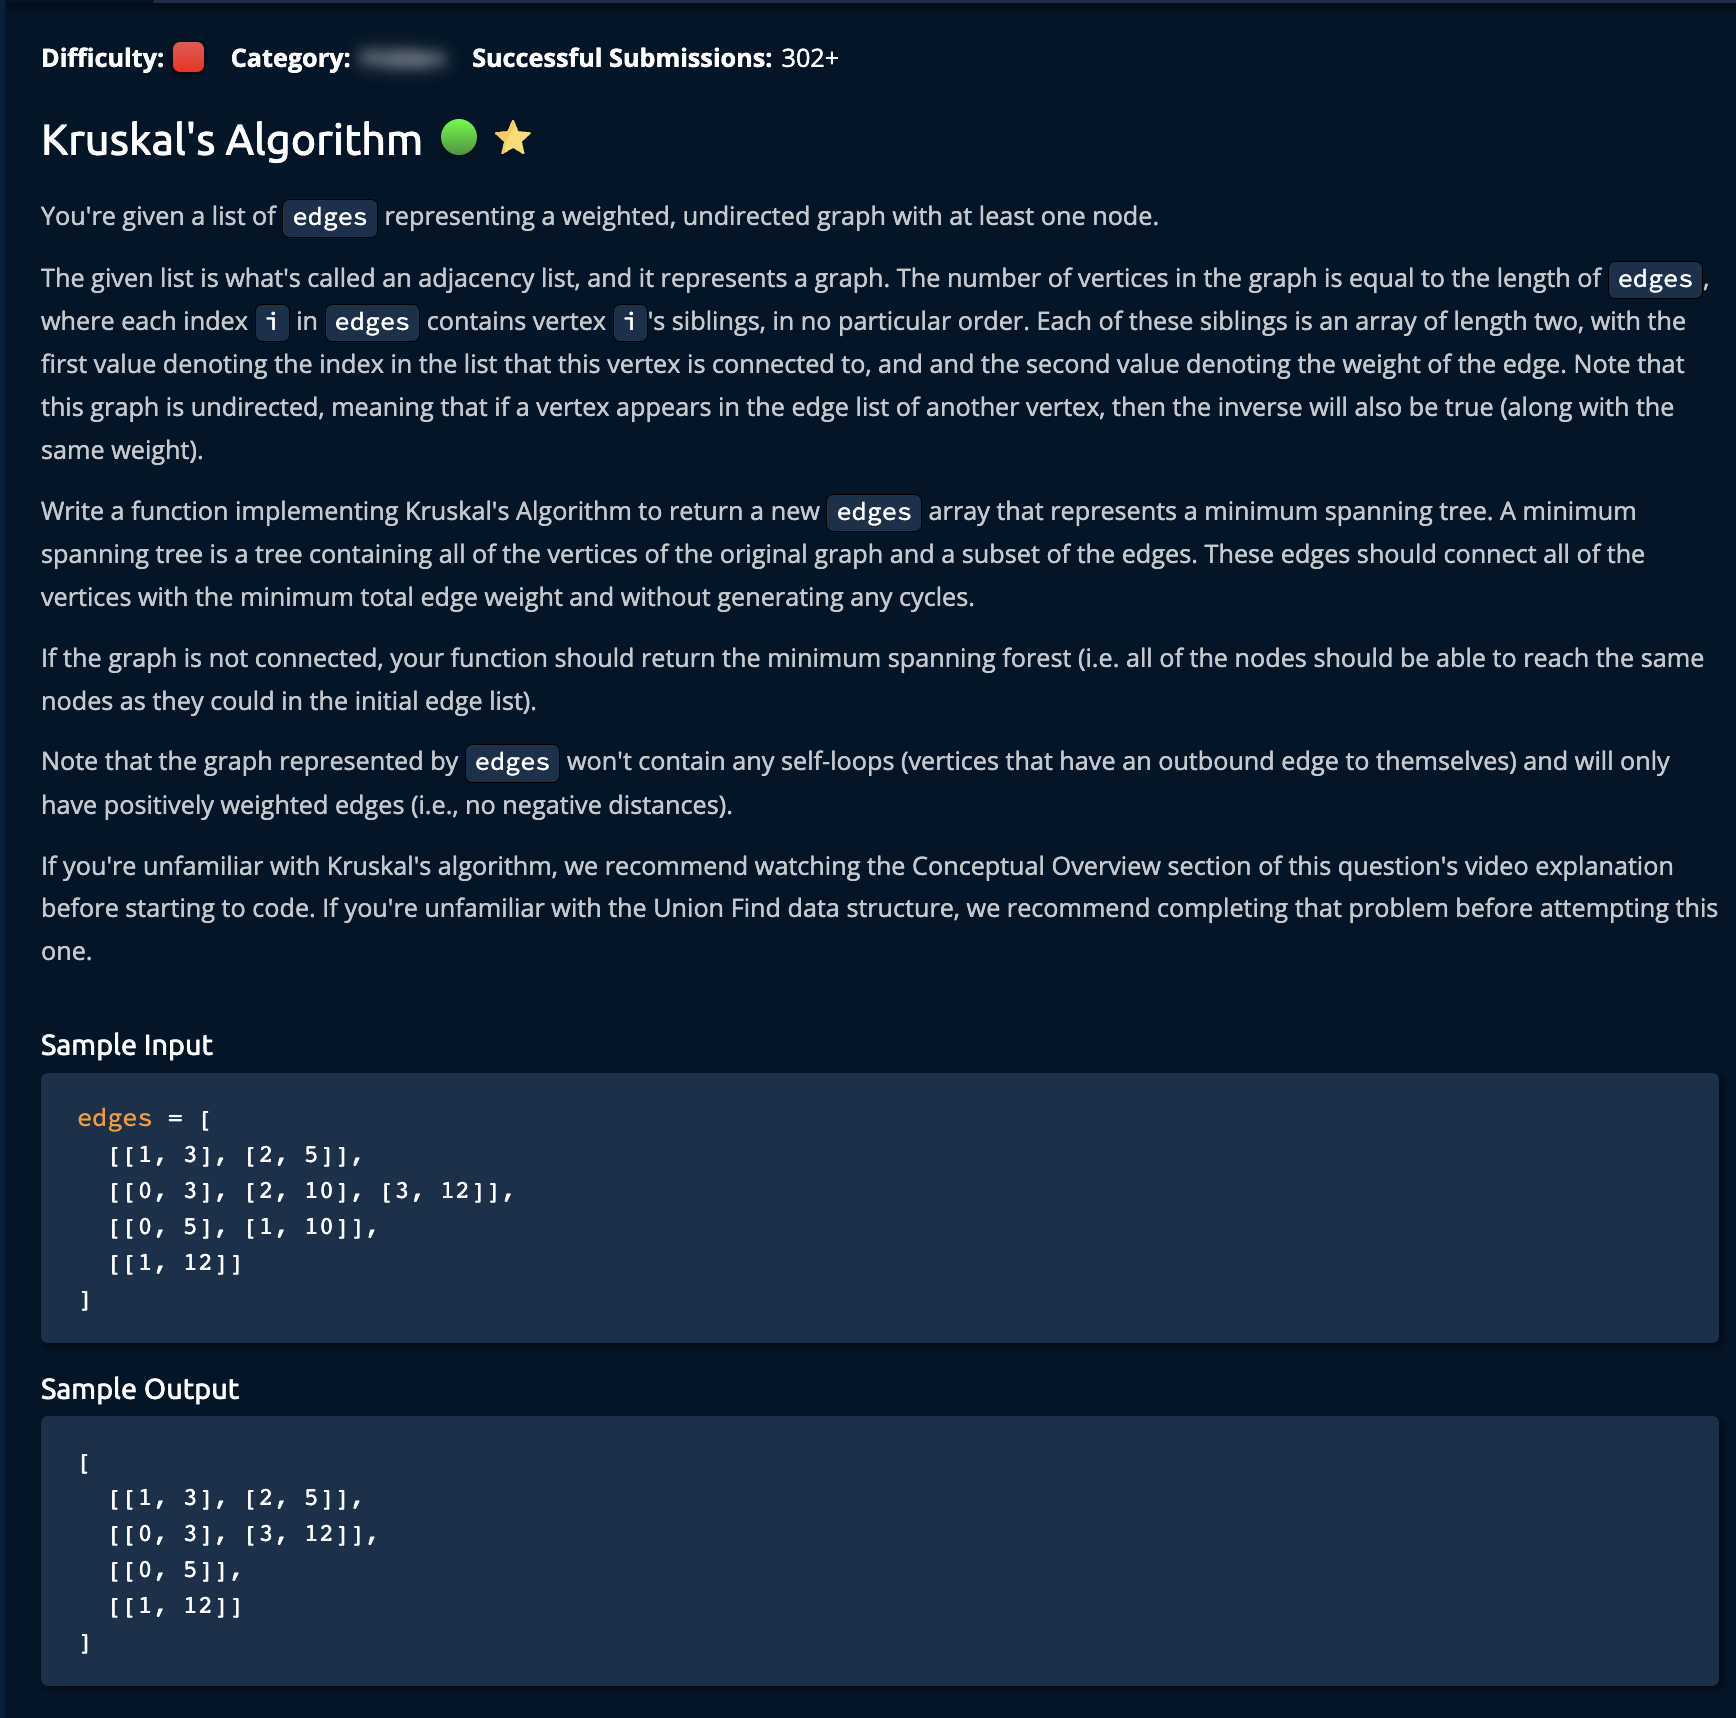 Difficulty: Category: Successful Submissions: 302+
Kruskal's Algorithm
You're given a list of edges representing a weighted, undirected graph with at least one node.
The given list is what's called an adjacency list, and it represents a graph. The number of vertices in the graph is equal to the length of edges,
where each index i in edges contains vertex i's siblings, in no particular order. Each of these siblings is an array of length two, with the
first value denoting the index in the list that this vertex is connected to, and and the second value denoting the weight of the edge. Note that
this graph is undirected, meaning that if a vertex appears in the edge list of another vertex, then the inverse will also be true (along with the
same weight).
Write a function implementing Kruskal's Algorithm to return a new edges array that represents a minimum spanning tree. A minimum
spanning tree is a tree containing all of the vertices of the original graph and a subset of the edges. These edges should connect all of the
vertices with the minimum total edge weight and without generating any cycles.
If the graph is not connected, your function should return the minimum spanning forest (i.e. all of the nodes should be able to reach the same
nodes as they could in the initial edge list).
Note that the graph represented by edges won't contain any self-loops (vertices that have an outbound edge to themselves) and will only
have positively weighted edges (i.e., no negative distances).
If you're unfamiliar with Kruskal's algorithm, we recommend watching the Conceptual Overview section of this question's video explanation
before starting to code. If you're unfamiliar with the Union Find data structure, we recommend completing that problem before attempting this
one.
Sample Input
edges = [
[[1, 3], [2, 5]],
[[0, 3], [2, 10], [3, 12]],
[[0, 5], [1, 10]],
[[1, 12]]
]
Sample Output
[
[[1, 3], [2, 5]],
[[0, 3], [3, 12]],
[[0, 5]],
[[1, 12]]
]